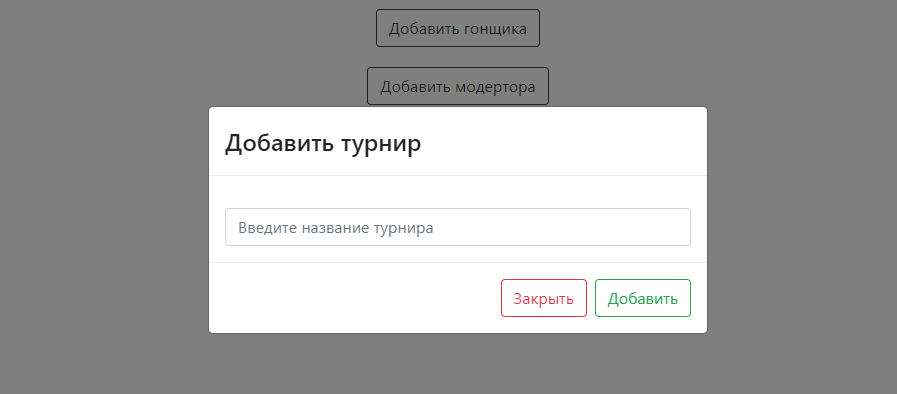 Добавить гонщика
Добавить модертора
Добавить турнир
Введите название турнира
Закрыть Добавить